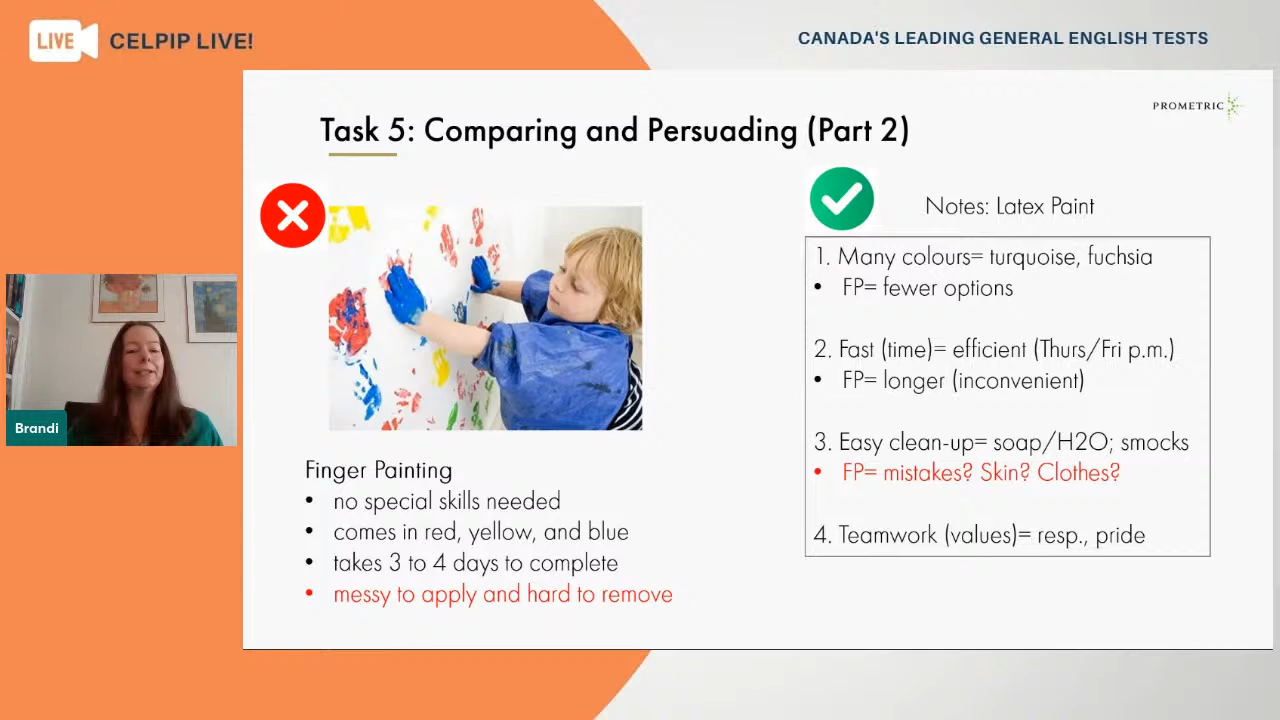 LIVE
CELPIP LIVE!
CANADA'S LEADING GENERAL ENGLISH TESTS
PROMETRIC
Task 5: Comparing and Persuading (Part 2)
Brandi
Finger Painting
• no special skills needed
• comes in red, yellow, and blue
• takes 3 to 4 days to complete
• messy to apply and hard to remove
Notes: Latex Paint
1. Many colours= turquoise, fuchsia
• FP= fewer options
2. Fast (time)= efficient (Thurs/Fri p.m.)
• FP= longer (inconvenient)
3. Easy clean-up= soap/H2O; smocks
• FP= mistakes? Skin? Clothes?
4. Teamwork (values)= resp., pride